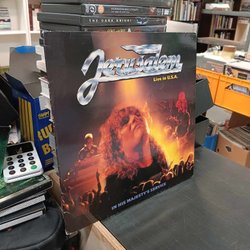 THE DARK KNIGHT
Jerusalem
Live in U.S.A.
IN HIS MAJESTY'S SERVICE